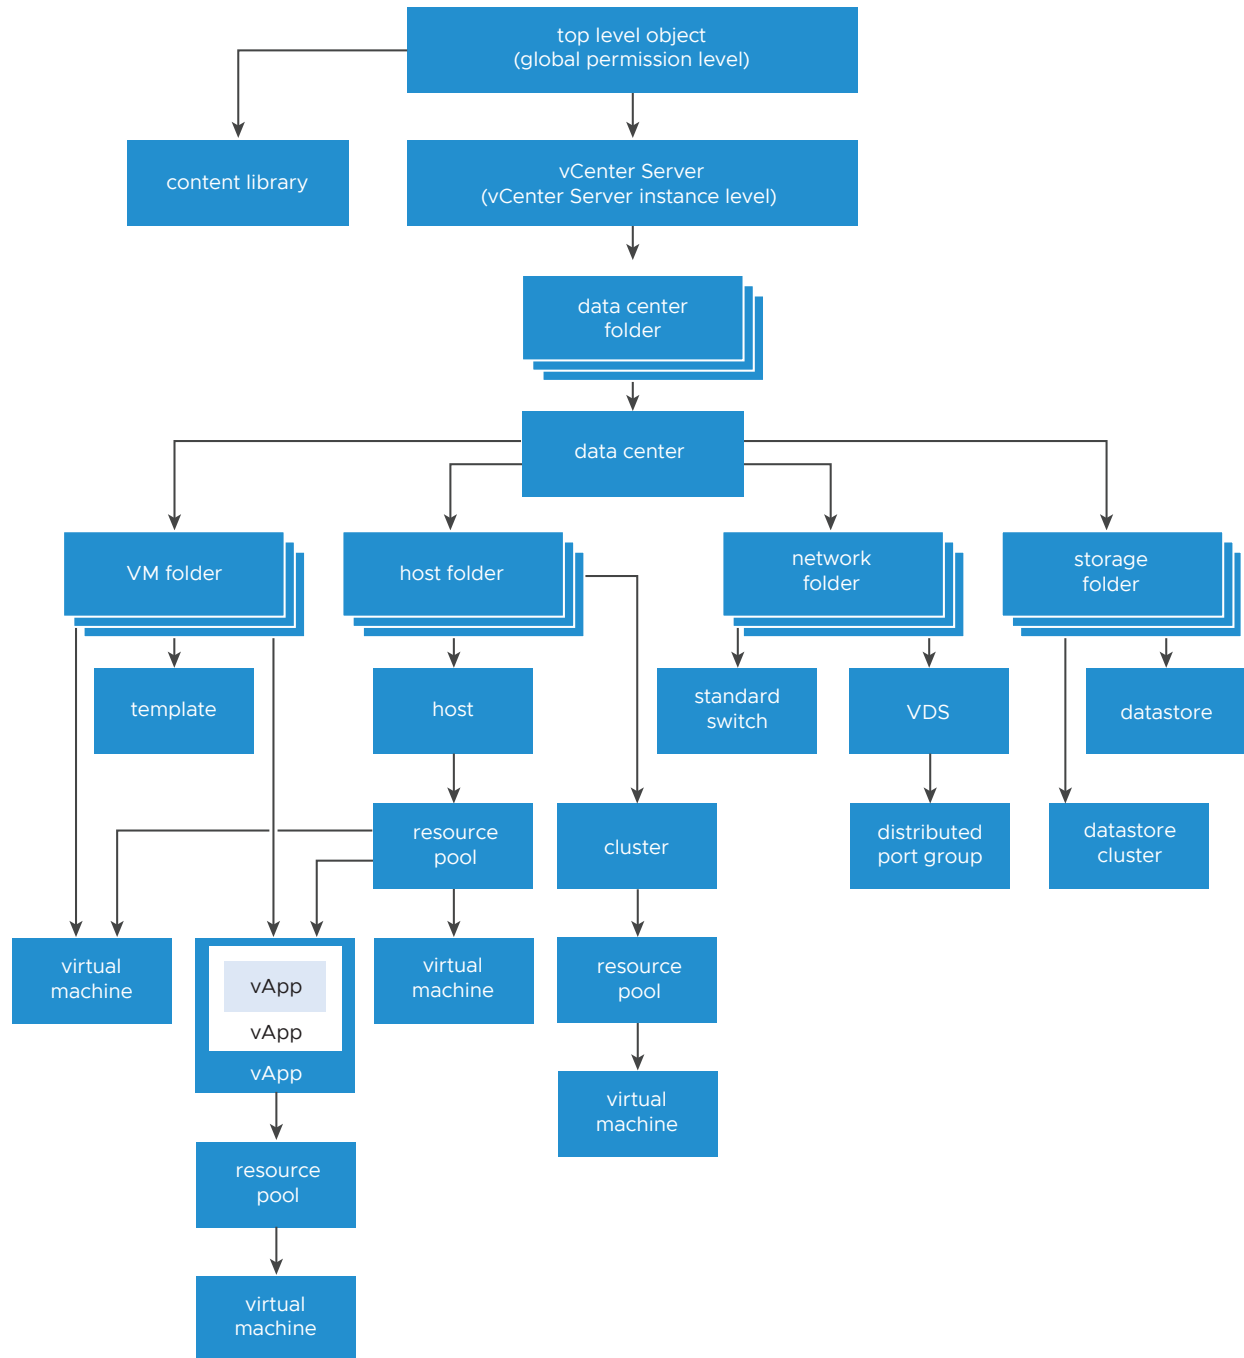 top level object
(global permission level)
content library
vCenter Server
(vCenter Server instance level)
data center
folder
data center
VM folder
host folder
network
folder
storage
folder
template
host
standard
switch
VDS
datastore
resource
pool
cluster
distributed
port group
datastore
cluster
virtual
machine
vApp
vApp
vApp
virtual
machine
resource
pool
virtual
machine
resource
pool
virtual
machine